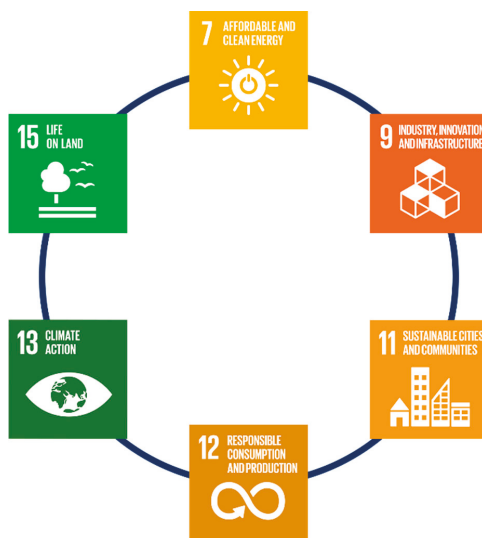 7 AFFORDABLE AND
CLEAN ENERGY
9 INDUSTRY, INNOVATION
AND INFRASTRUCTURE
11 SUSTAINABLE CITIES
AND COMMUNITIES
12 RESPONSIBLE
CONSUMPTION
AND PRODUCTION
13 CLIMATE
ACTION
15 LIFE
ON LAND